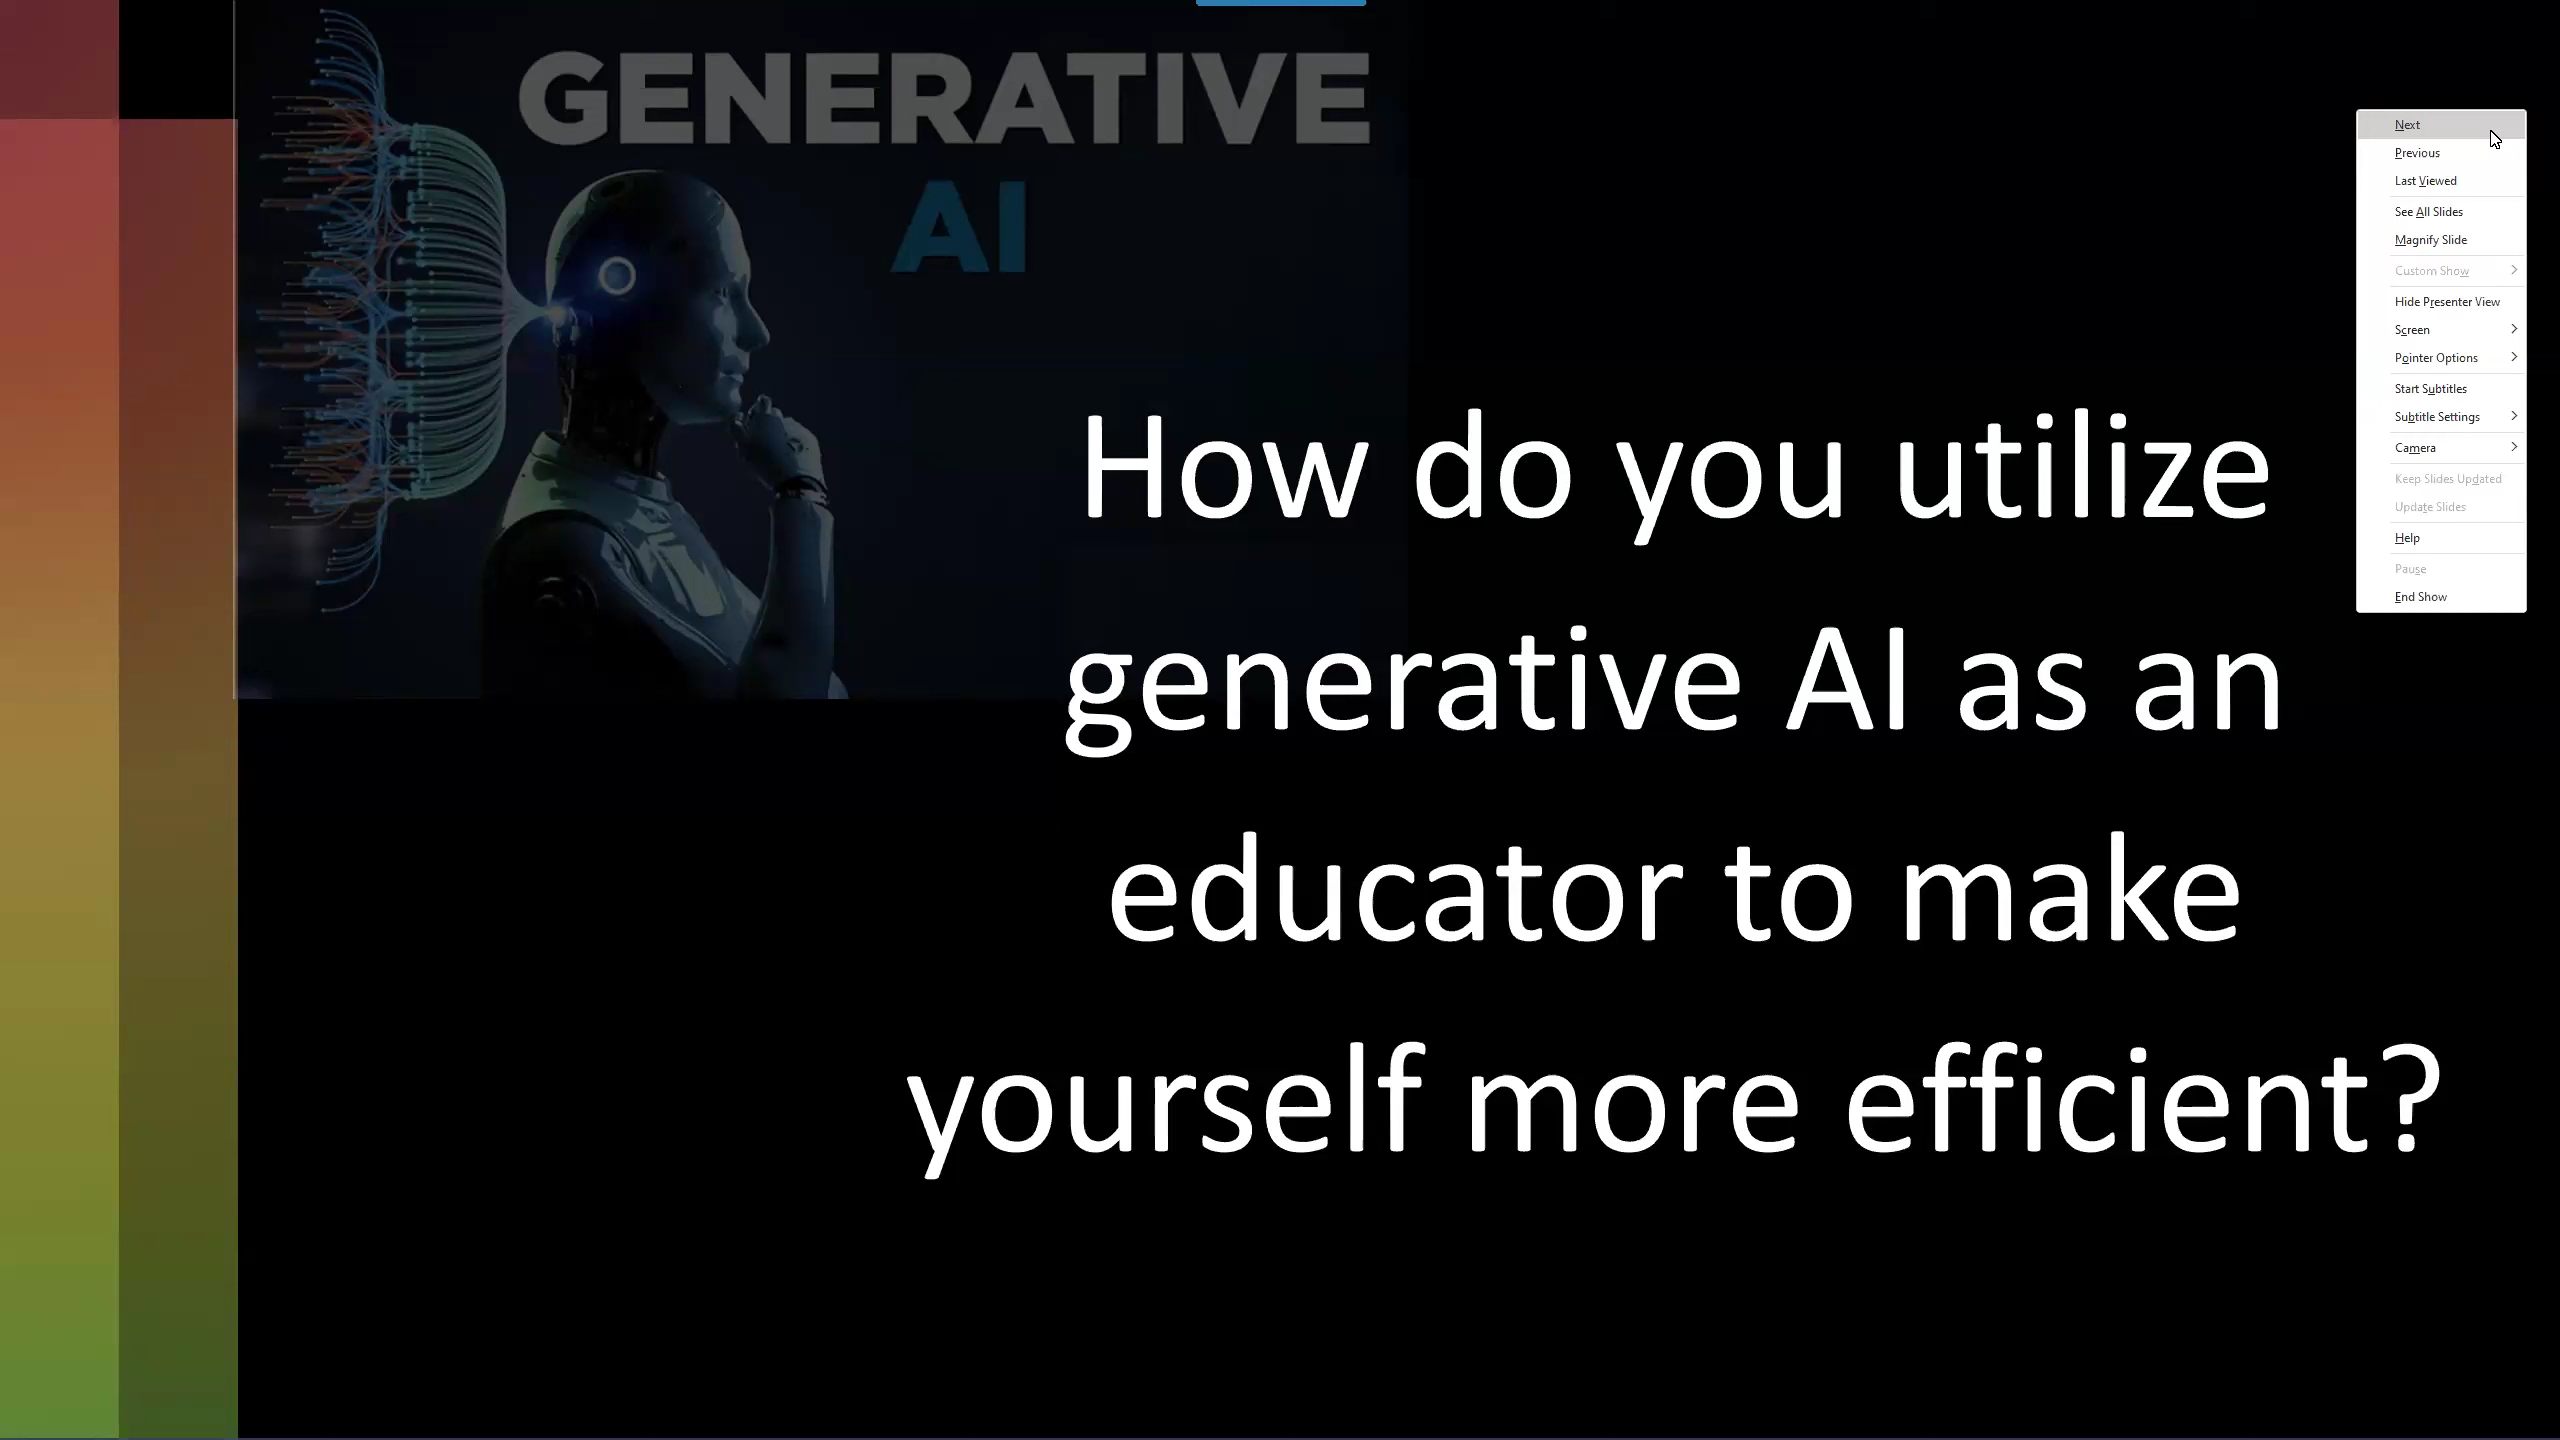 GENERATIVE
AI
How do you utilize
generative AI as an
educator to make
yourself more efficient?
Next
Previous
Last Viewed
See All Slides
Magnify Slide
Custom Show
Hide Presenter View
Screen
Pointer Options
Start Subtitles
Subtitle Settings
Camera
Keep Slides Updated
Update Slides
Help
Pause
End Show